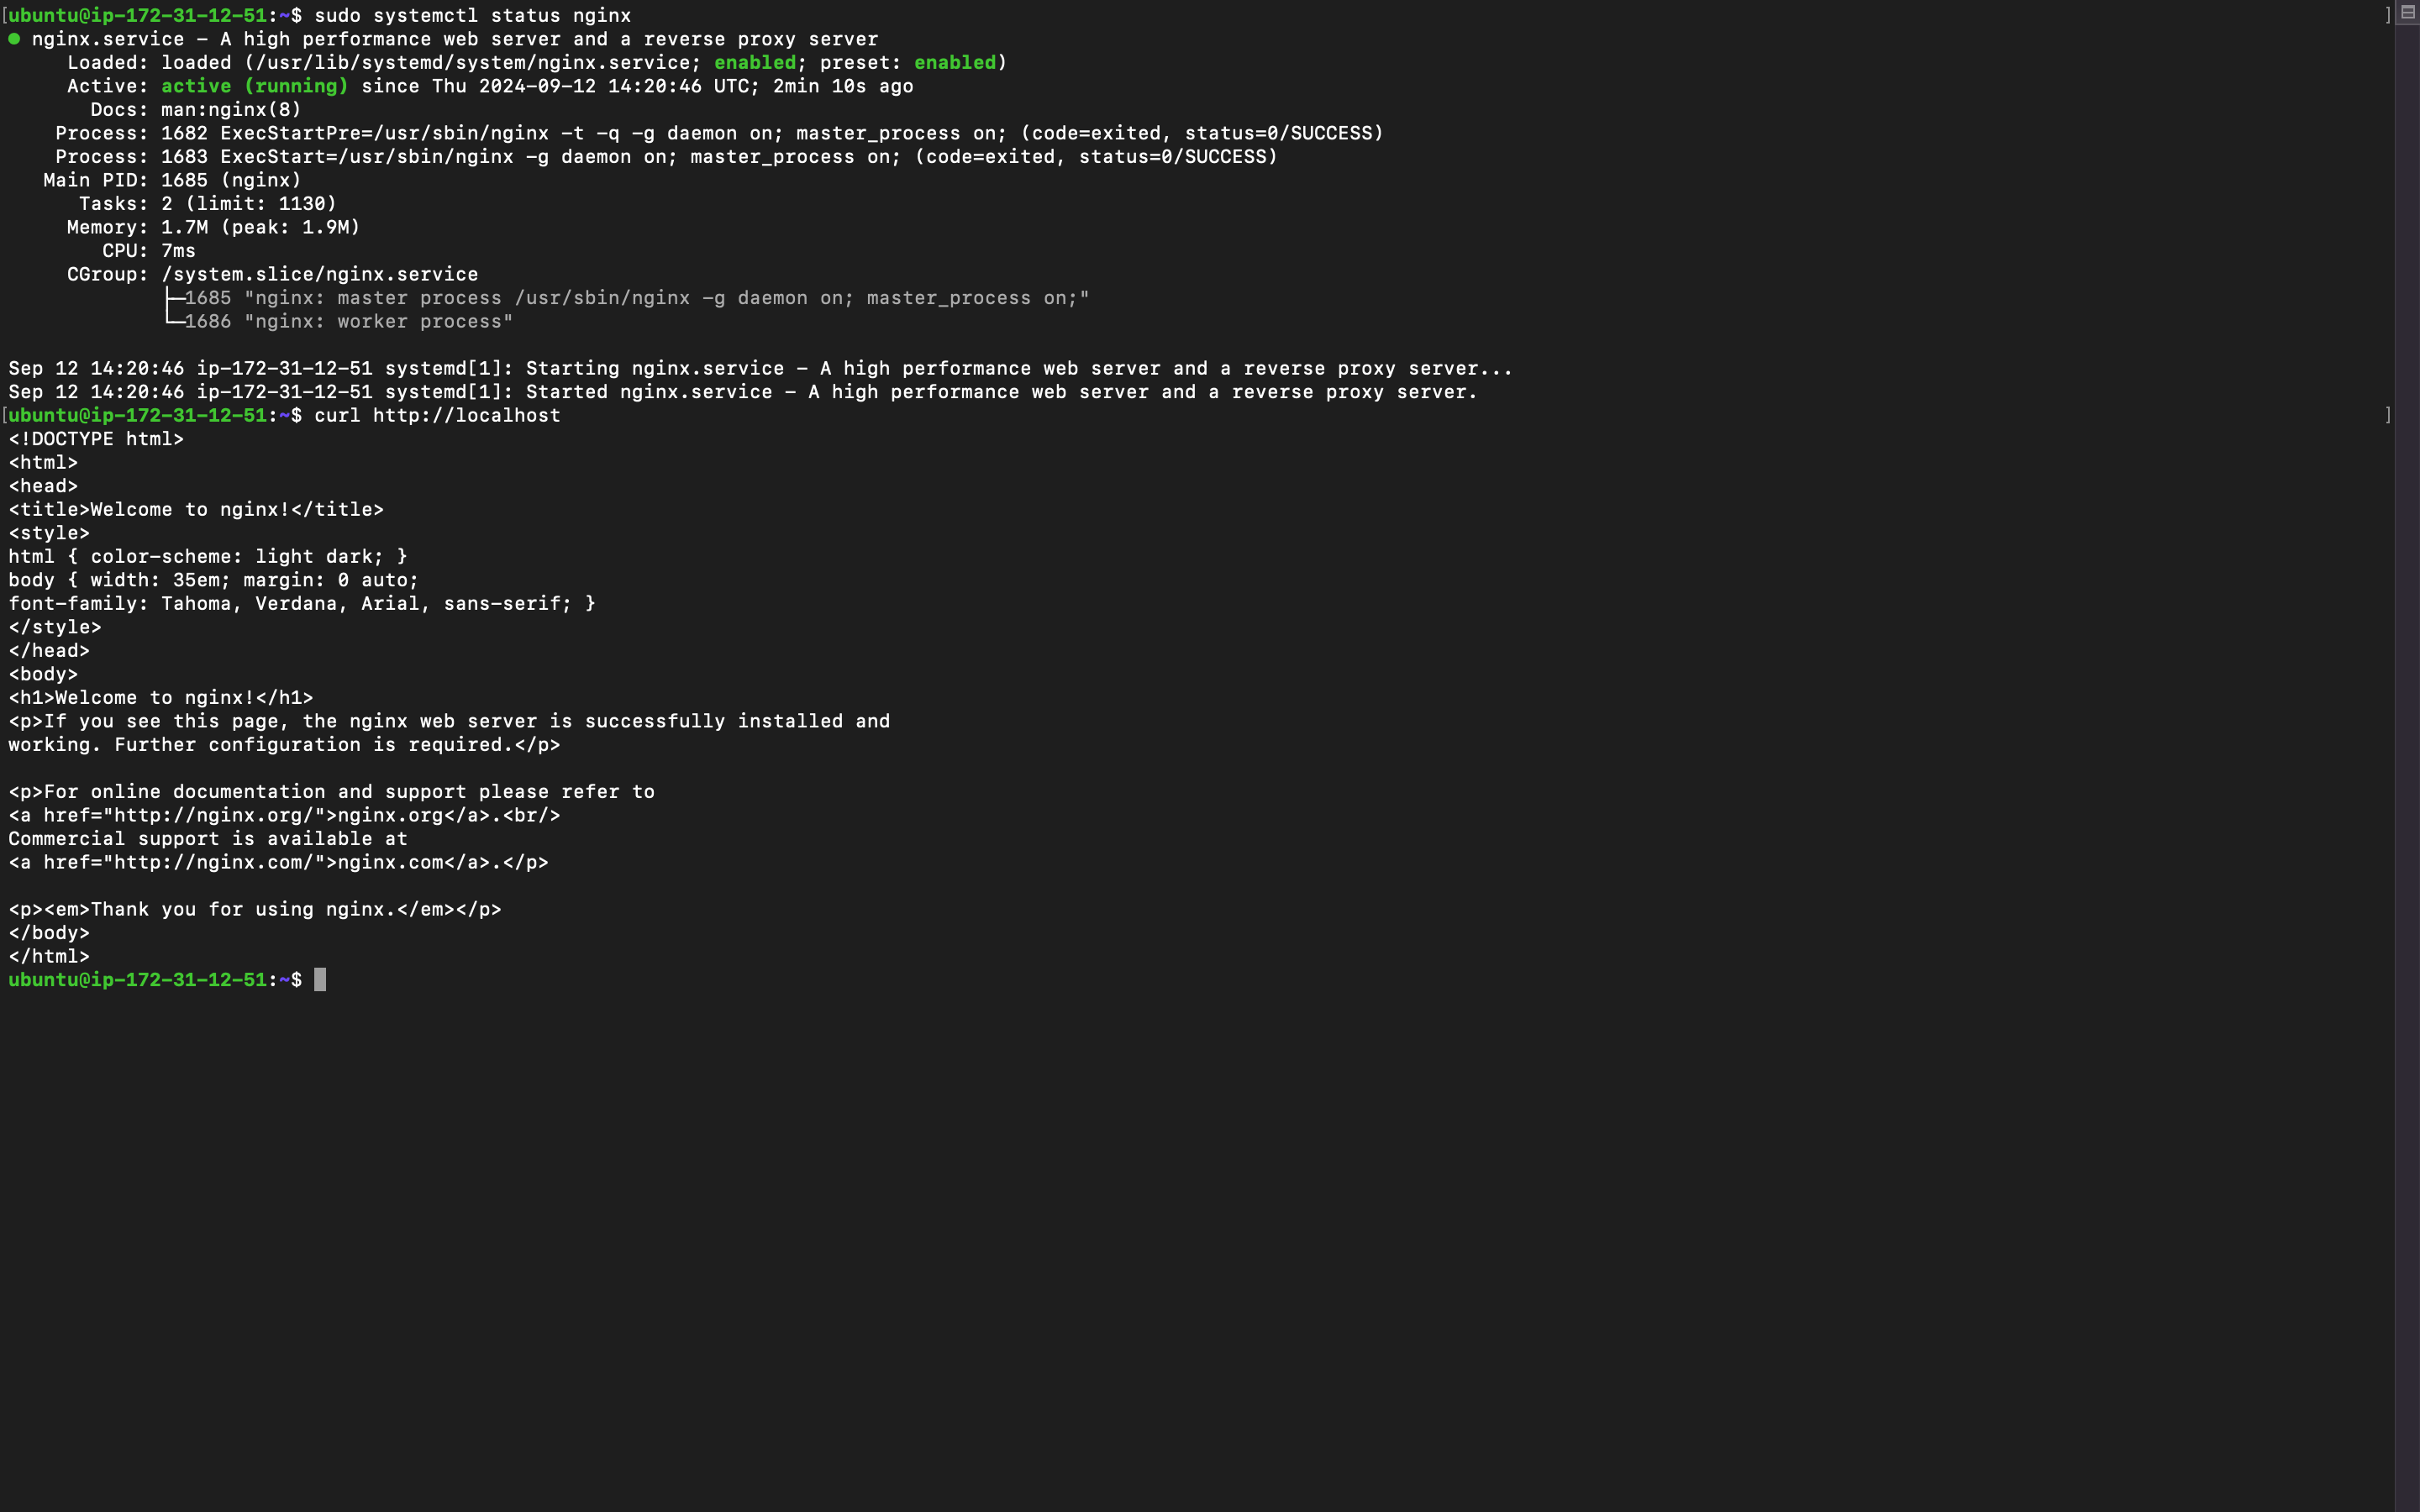 [ubuntu@ip-172-31-12-51:~$ sudo systemctl status nginx ]
● nginx.service - A high performance web server and a reverse proxy server
     Loaded: loaded (/usr/lib/systemd/system/nginx.service; enabled; preset: enabled)
     Active: active (running) since Thu 2024-09-12 14:20:46 UTC; 2min 10s ago
       Docs: man:nginx(8)
    Process: 1682 ExecStartPre=/usr/sbin/nginx -t -q -g daemon on; master_process on; (code=exited, status=0/SUCCESS)
    Process: 1683 ExecStart=/usr/sbin/nginx -g daemon on; master_process on; (code=exited, status=0/SUCCESS)
   Main PID: 1685 (nginx)
      Tasks: 2 (limit: 1130)
     Memory: 1.7M (peak: 1.9M)
        CPU: 7ms
     CGroup: /system.slice/nginx.service
             ├─1685 "nginx: master process /usr/sbin/nginx -g daemon on; master_process on;"
             └─1686 "nginx: worker process"

Sep 12 14:20:46 ip-172-31-12-51 systemd[1]: Starting nginx.service - A high performance web server and a reverse proxy server...
Sep 12 14:20:46 ip-172-31-12-51 systemd[1]: Started nginx.service - A high performance web server and a reverse proxy server.
[ubuntu@ip-172-31-12-51:~$ curl http://localhost ]
<!DOCTYPE html>
<html>
<head>
<title>Welcome to nginx!</title>
<style>
html { color-scheme: light dark; }
body { width: 35em; margin: 0 auto;
font-family: Tahoma, Verdana, Arial, sans-serif; }
</style>
</head>
<body>
<h1>Welcome to nginx!</h1>
<p>If you see this page, the nginx web server is successfully installed and
working. Further configuration is required.</p>

<p>For online documentation and support please refer to
<a href="http://nginx.org/">nginx.org</a>.<br/>
Commercial support is available at
<a href="http://nginx.com/">nginx.com</a>.</p>

<p><em>Thank you for using nginx.</em></p>
</body>
</html>
ubuntu@ip-172-31-12-51:~$